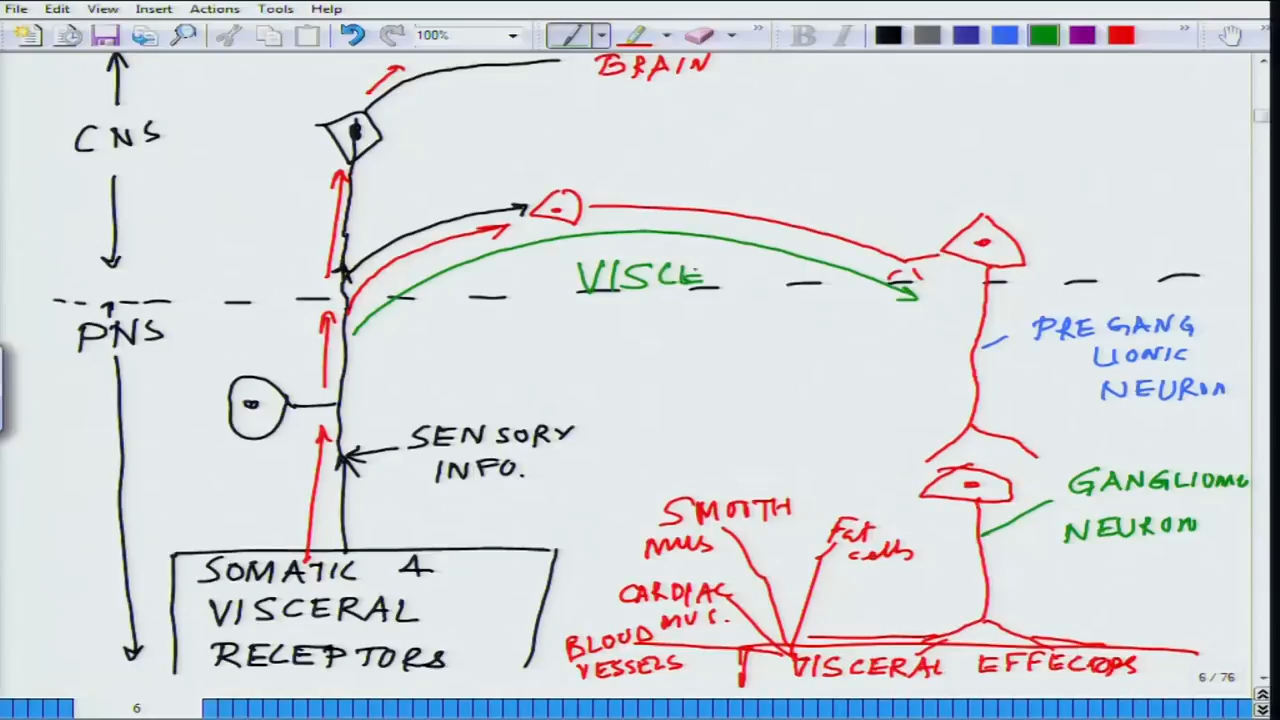 File Edit View Insert Actions Tools Help
100%
BRAIN
CNS
VISCE
PNS
PREGANG
LIONIC
NEURON
SENSORY
INFO.
GANGLIONIC
NEURON
SMOOTH
MUS
Fat
cells
CARDIAC
MUS.
BLOOD
VESSELS
SOMATIC &
VISCERAL
RECEPTORS
VISCERAL EFFECTORS
6 / 76
6